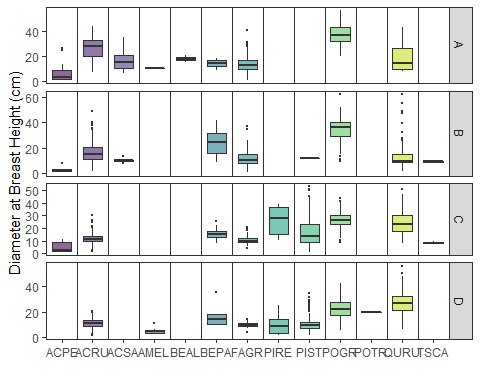 Diameter at Breast Height (cm)
40
20
0
A
60
40
20
0
B
50
40
30
20
10
0
C
40
20
0
D
ACPE ACRU ACSA AMEL BEAL BEPA FAGR PIRE PIST POGR POTR QURU TSCA